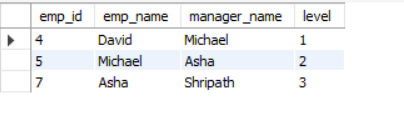 emp_id emp_name manager_name level
4 David Michael 1
5 Michael Asha 2
7 Asha Shripath 3